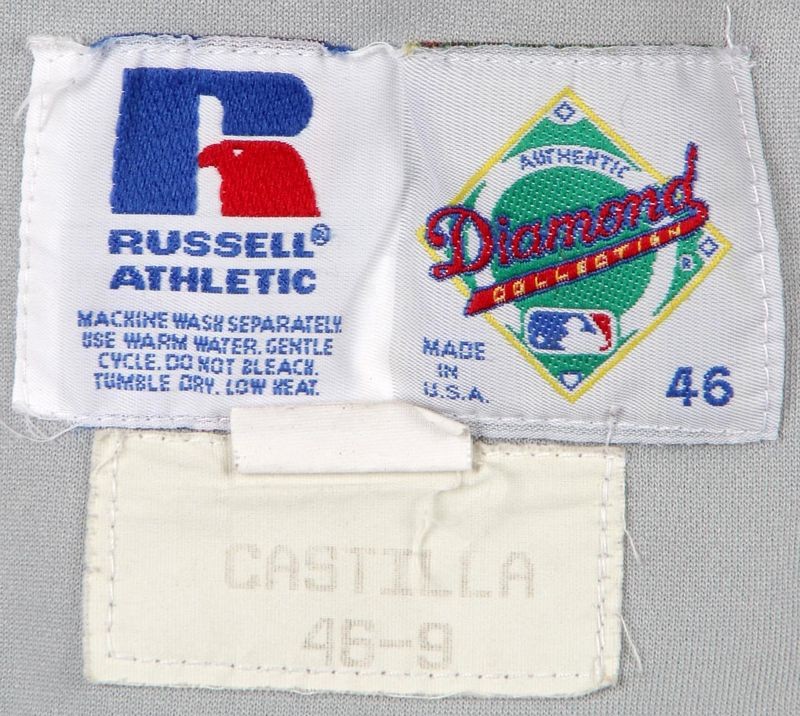 RUSSELL®
ATHLETIC
MACHINE WASH SEPARATELY.
USE WARM WATER. GENTLE
CYCLE. DO NOT BLEACH.
TUMBLE DRY. LOW HEAT.
AUTHENTIC
Diamond
COLLECTION
®
MADE
IN
U.S.A.
46
CASTILLA
46-9